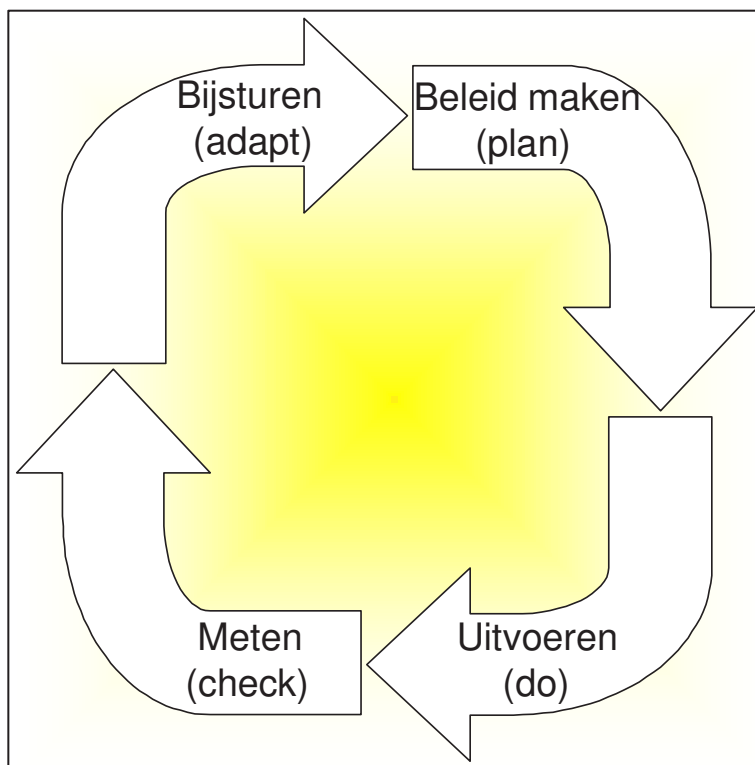 Bijsturen
(adapt)
Beleid maken
(plan)
Meten
(check)
Uitvoeren
(do)